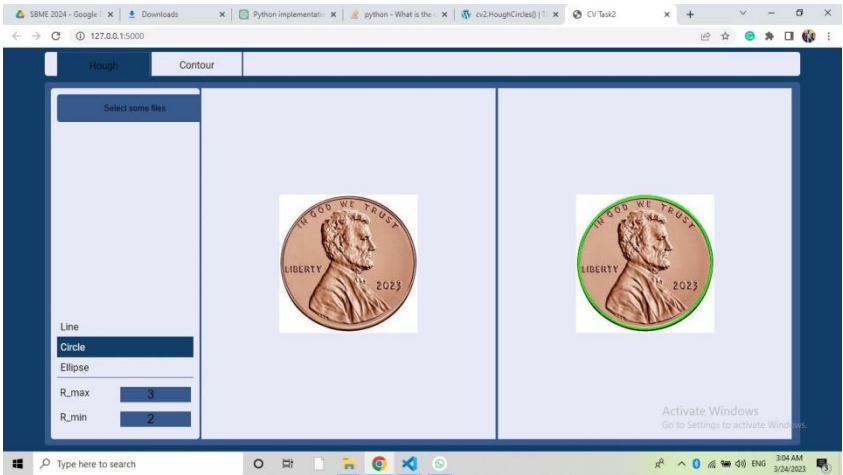 SBME 2024 - Google
Downloads
Python implementati
python - What is the
cv2.HoughCircles()
CV Task2
127.0.0.1:5000
Hough
Contour
Select some files
IN GOD WE TRUST
LIBERTY
2023
IN GOD WE TRUST
LIBERTY
2023
Line
Circle
Ellipse
R_max
3
R_min
2
Activate Windows
Go to Settings to activate Windows.
Type here to search
ENG
3:04 AM
3/24/2023